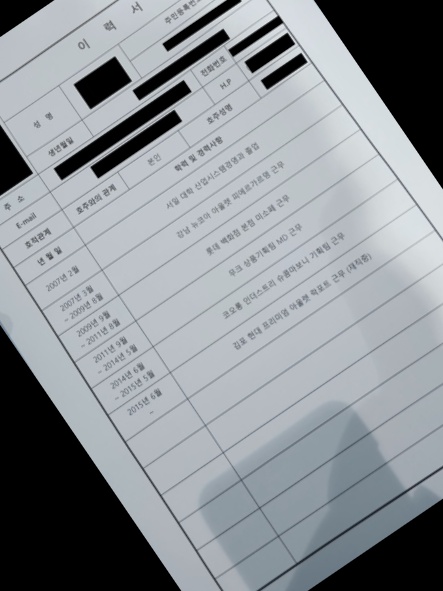 이 력 서
성 명
주민등록번호
생년월일
주 소
전화번호
E-mail
H.P
호적관계
호주와의 관계
본인
호주성명
년 월 일
학력 및 경력사항
2007년 2월
서일 대학 산업시스템경영과 졸업
2007년 3월
~ 2009년 8월
강남 뉴코아 아울렛 피에르가르뎅 근무
2009년 9월
~ 2011년 8월
롯데 백화점 본점 미소페 근무
2011년 9월
~ 2014년 5월
무크 상품기획팀 MD 근무
2014년 6월
~ 2015년 5월
코오롱 인더스트리 슈콤마보니 기획팀 근무
2015년 6월
~
김포 현대 프리미엄 아울렛 락포트 근무 (재직중)